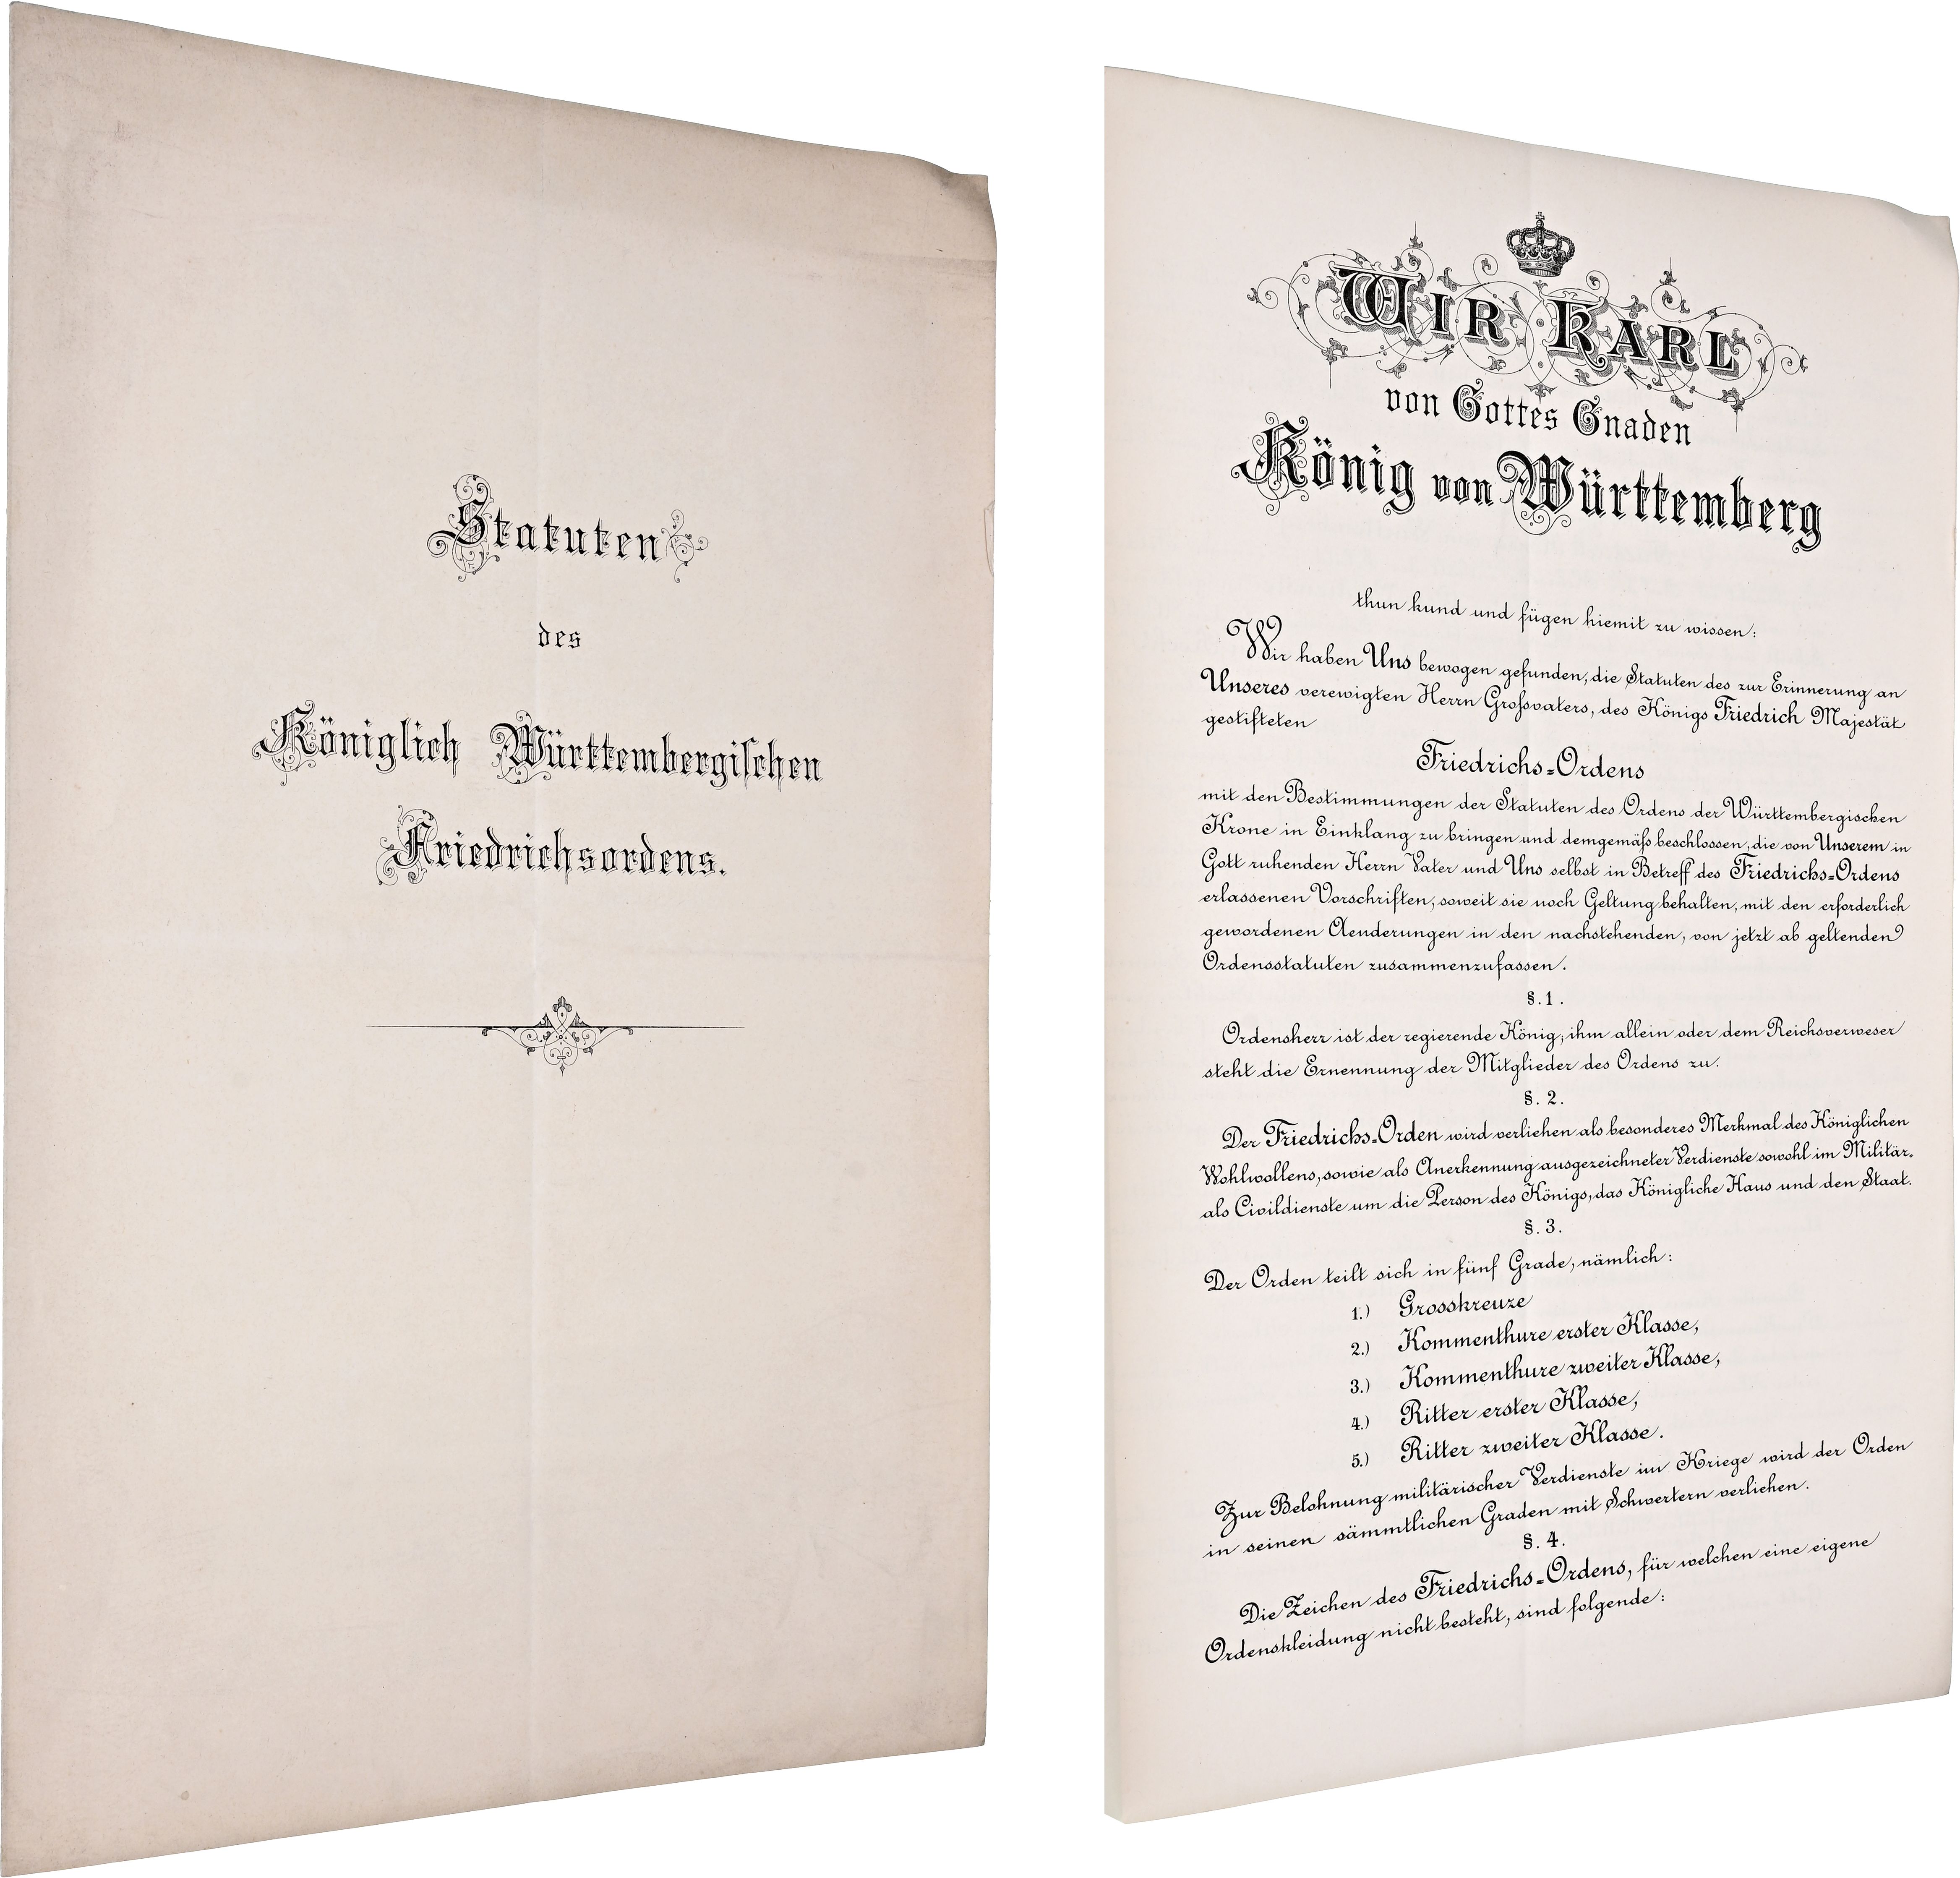 Statuten
des
Königlich Württembergischen
Friedrichsordens.
WIR KARL
von Gottes Gnaden
König von Württemberg
thun kund und fügen hiemit zu wissen:
Wir haben Uns bewogen gefunden, die Statuten des zur Erinnerung an
Unseres verewigten Herrn Grossvaters, des Königs Friedrich Majestät
gestifteten
Friedrichs-Ordens
mit den Bestimmungen der Statuten des Ordens der Württembergischen
Krone in Einklang zu bringen und demgemäß beschlossen, die von Unserem in
Gott ruhenden Herrn Vater und Uns selbst in Betreff des Friedrichs-Ordens
erlassenen Vorschriften, soweit sie noch Geltung behalten, mit den erforderlich
gewordenen Aenderungen in den nachstehenden, von jetzt ab geltenden
Ordensstatuten zusammenzufassen.
§. 1.
Ordensherr ist der regierende König; ihm allein oder dem Reichsverweser
steht die Ernennung der Mitglieder des Ordens zu.
§. 2.
Der Friedrichs-Orden wird verliehen als besonderes Merkmal des Königlichen
Wohlwollens, sowie als Anerkennung ausgezeichneter Verdienste sowohl im Militär-
als Civildienste um die Person des Königs, das Königliche Haus und den Staat.
§. 3.
Der Orden teilt sich in fünf Grade, nämlich:
1.) Grosskreuze
2.) Kommenthure erster Klasse,
3.) Kommenthure zweiter Klasse,
4.) Ritter erster Klasse,
5.) Ritter zweiter Klasse.
Zur Belohnung militärischer Verdienste im Kriege wird der Orden
in seinen sämmtlichen Graden mit Schwertern verliehen.
§. 4.
Die Zeichen des Friedrichs-Ordens, für welchen eine eigene
Ordenskleidung nicht besteht, sind folgende: